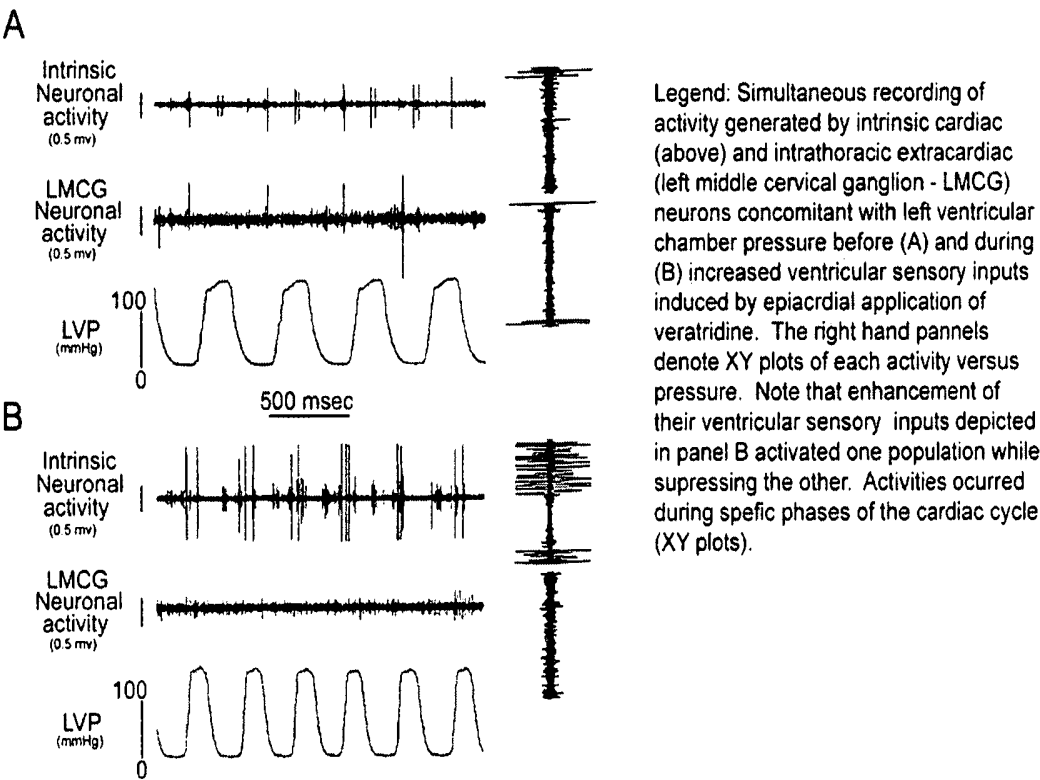 A
Intrinsic
Neuronal
activity
(0.5 mv)
LMCG
Neuronal
activity
(0.5 mv)
100
LVP
(mmHg)
0
500 msec
B
Intrinsic
Neuronal
activity
(0.5 mv)
LMCG
Neuronal
activity
(0.5 mv)
100
LVP
(mmHg)
0
Legend: Simultaneous recording of
activity generated by intrinsic cardiac
(above) and intrathoracic extracardiac
(left middle cervical ganglion - LMCG)
neurons concomitant with left ventricular
chamber pressure before (A) and during
(B) increased ventricular sensory inputs
induced by epiacrdial application of
veratridine. The right hand pannels
denote XY plots of each activity versus
pressure. Note that enhancement of
their ventricular sensory inputs depicted
in panel B activated one population while
supressing the other. Activities ocurred
during spefic phases of the cardiac cycle
(XY plots).